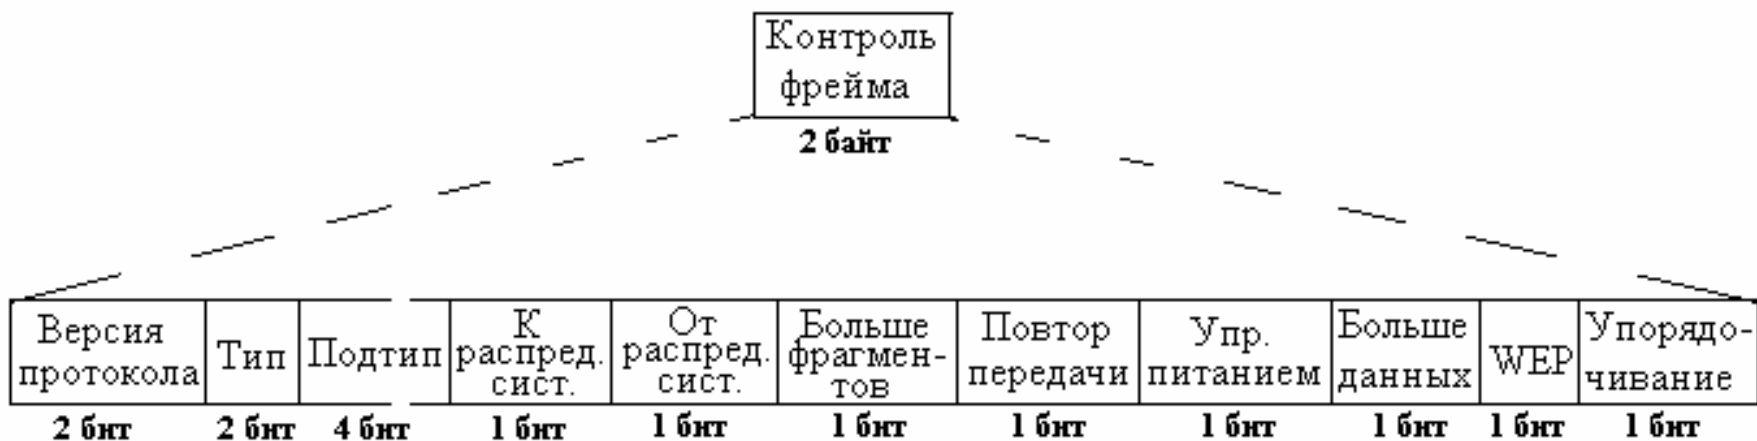 Контроль
фрейма
2 байт
Версия
протокола
Тип
Подтип
К
распред.
сист.
От
распред.
сист.
Больше
фрагмен-
тов
Повтор
передачи
Упр.
питанием
Больше
данных
WEP
Упорядо-
чивание
2 бит
2 бит
4 бит
1 бит
1 бит
1 бит
1 бит
1 бит
1 бит
1 бит
1 бит